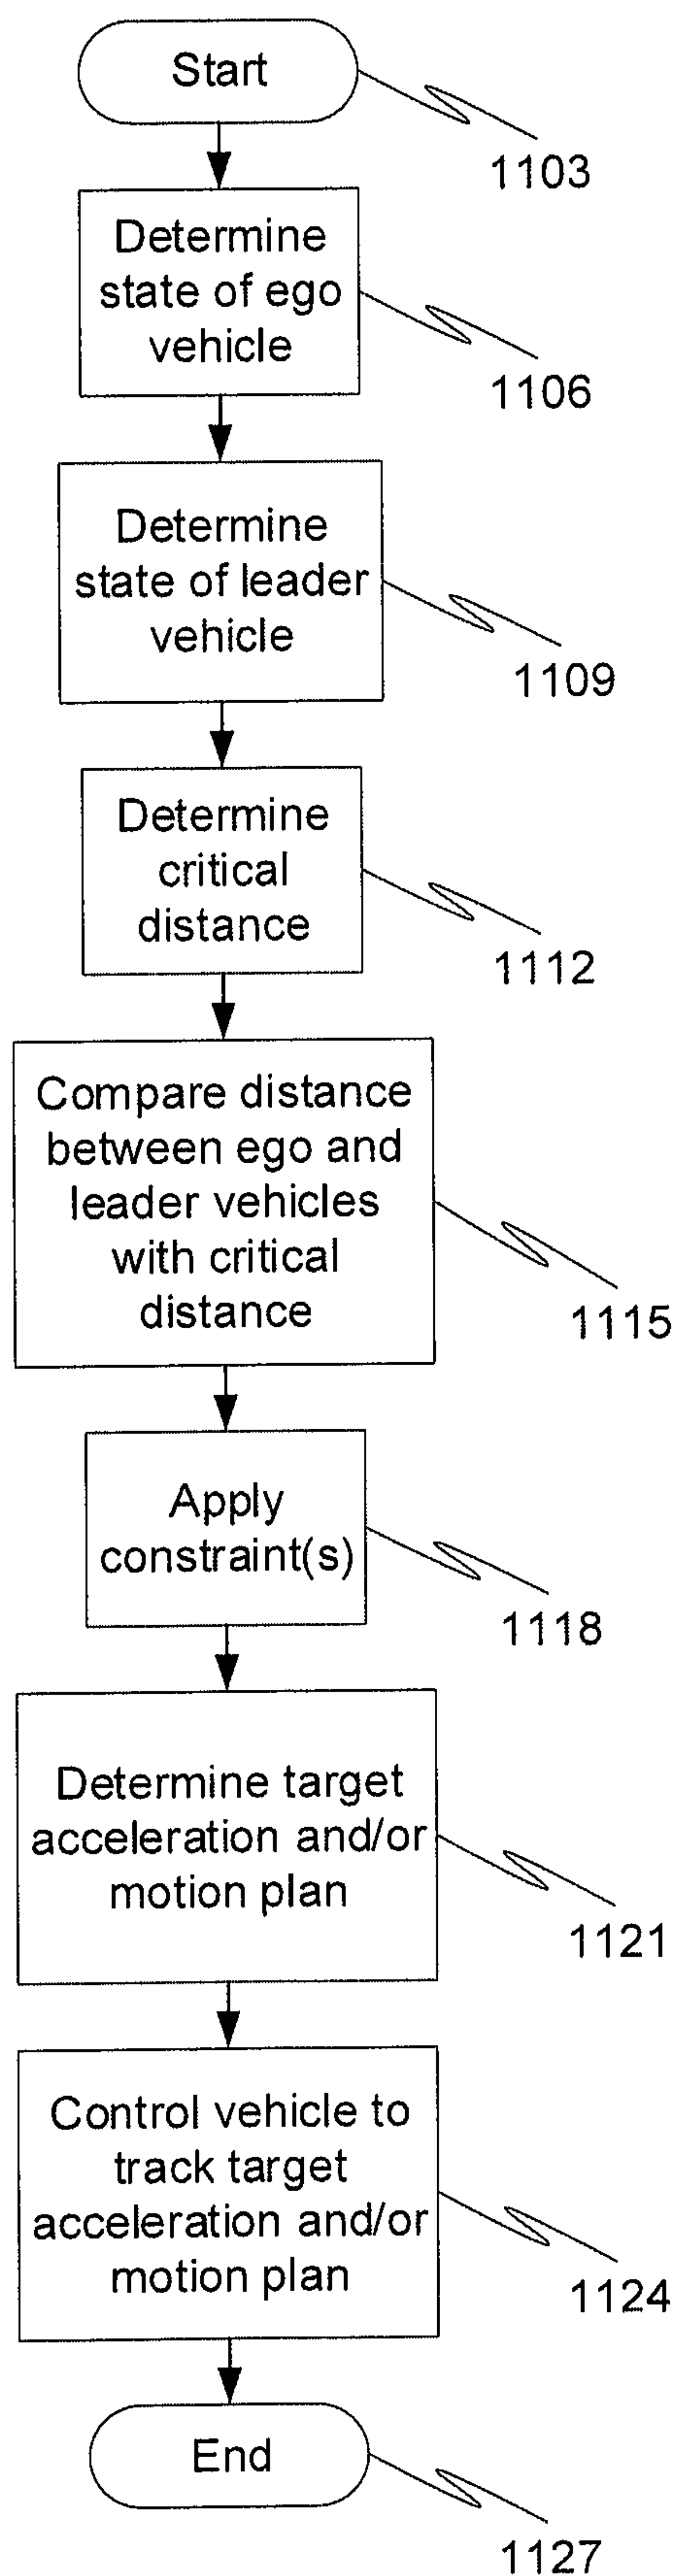 Start
1103
Determine
state of ego
vehicle
1106
Determine
state of leader
vehicle
1109
Determine
critical
distance
1112
Compare distance
between ego and
leader vehicles
with critical
distance
1115
Apply
constraint(s)
1118
Determine target
acceleration and/or
motion plan
1121
Control vehicle to
track target
acceleration and/or
motion plan
1124
End
1127